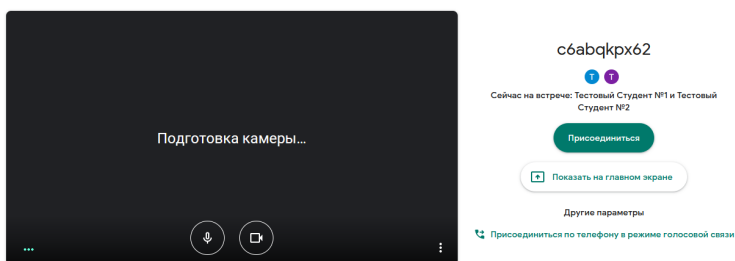 c6abqkpx62
Т Т
Сейчас на встрече: Тестовый Студент №1 и Тестовый
Студент №2
Подготовка камеры...
Присоединиться
Показать на главном экране
Другие параметры
Присоединиться по телефону в режиме голосовой связи